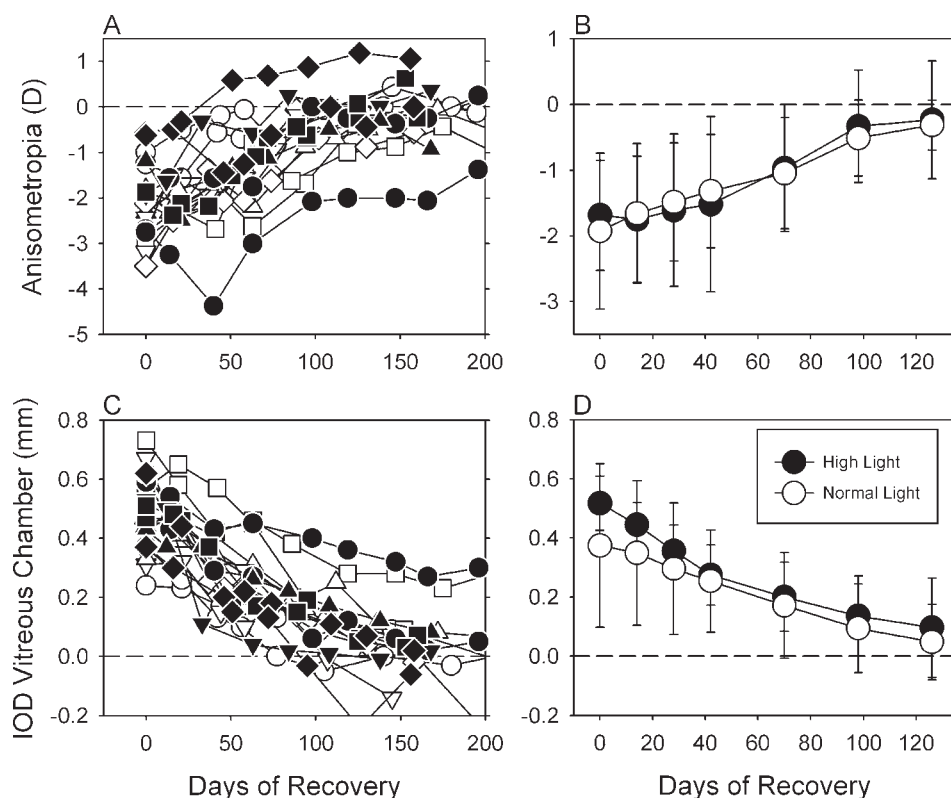 A
B
Anisometropia (D)
1
0
-1
-2
-3
-4
-5
0 50 100 150 200
1
0
-1
-2
-3
0 20 40 60 80 100 120
C
D
IOD Vitreous Chamber (mm)
0.8
0.6
0.4
0.2
0.0
-0.2
0 50 100 150 200
Days of Recovery
0.8
0.6
0.4
0.2
0.0
-0.2
High Light
Normal Light
0 20 40 60 80 100 120
Days of Recovery